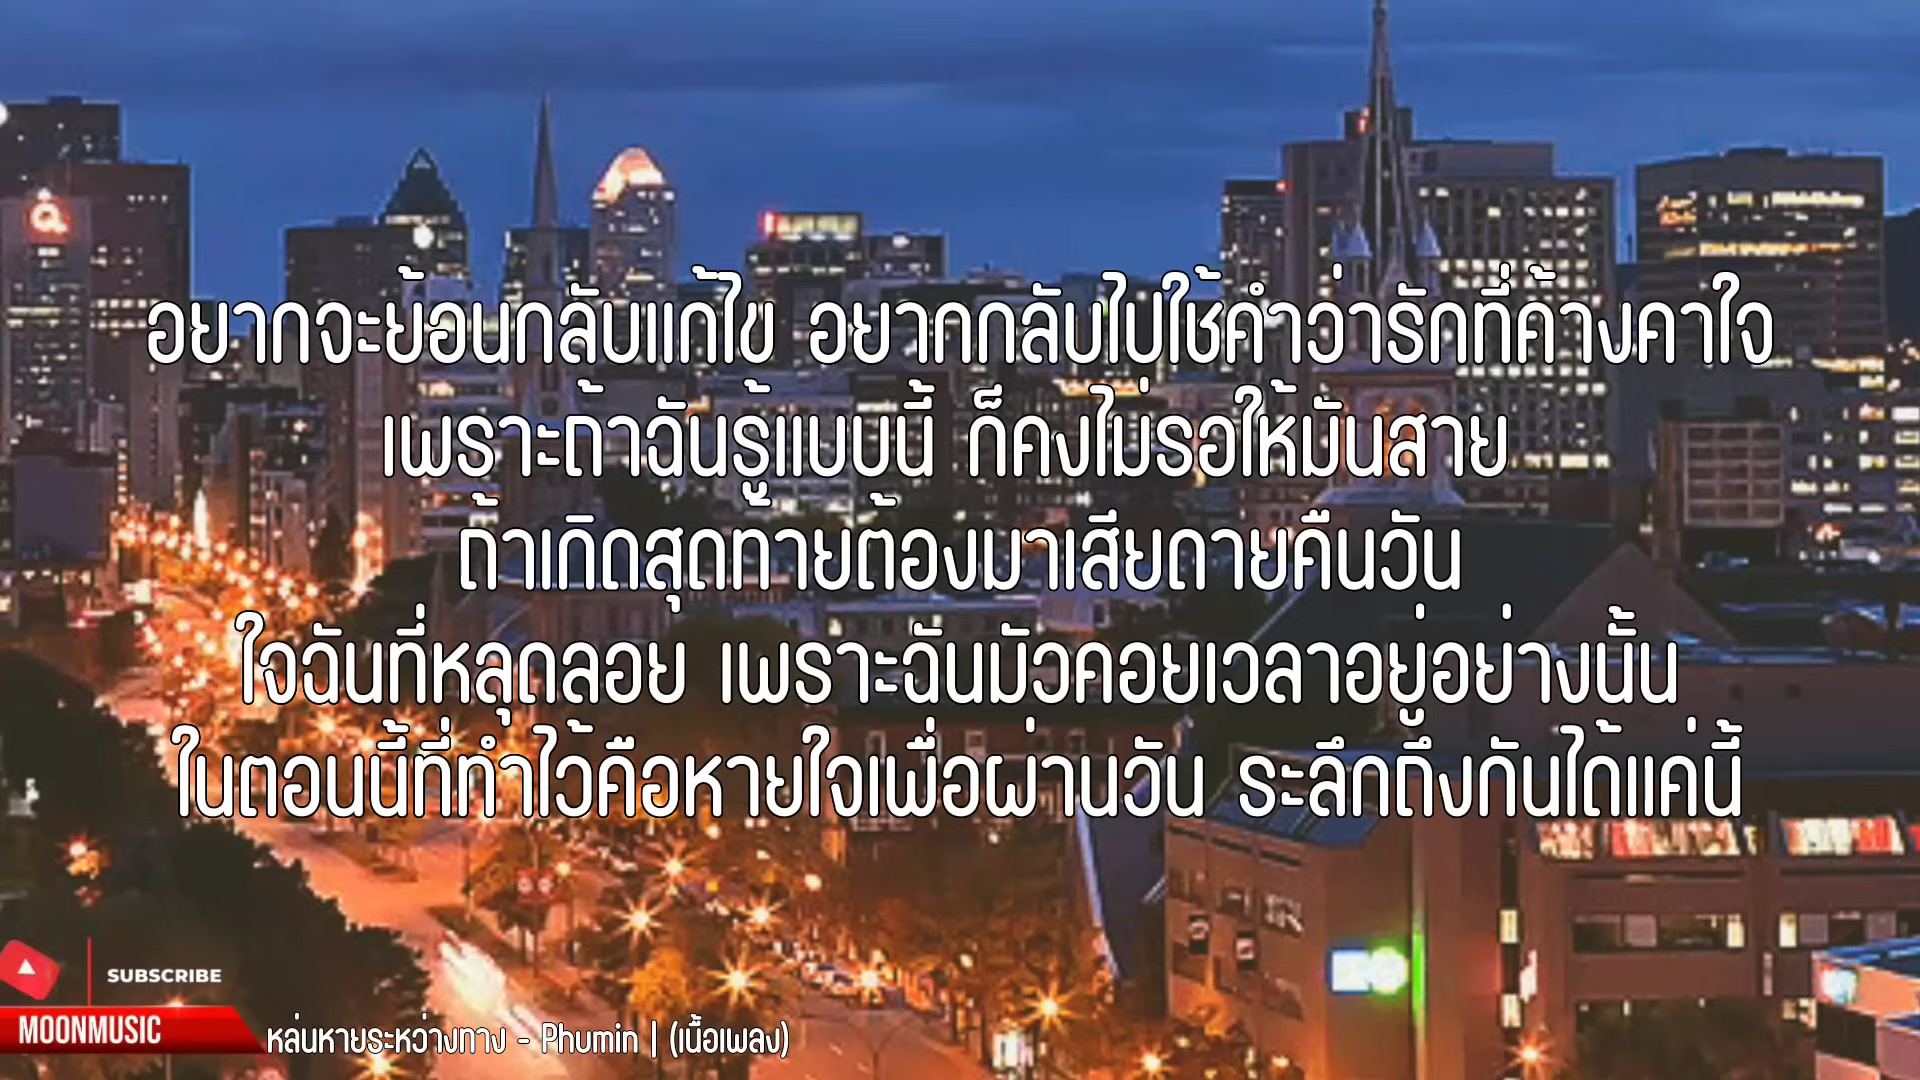 อยากจะย้อนกลับแก้ไข อยากกลับไปใช้คำว่ารักที่ค้างคาใจ
เพราะถ้าฉันรู้แบบนี้ ก็คงไม่รอให้มันสาย
ถ้าเกิดสุดท้ายต้องมาเสียดายคืนวัน
ใจฉันที่หลุดลอย เพราะฉันมัวคอยเวลาอยู่อย่างนั้น
ในตอนนี้ที่ทำไว้คือหายใจเพื่อผ่านวัน ระลึกถึงกันได้แค่นี้
SUBSCRIBE
MOONMUSIC
หล่นหายระหว่างทาง - Phumin | (เนื้อเพลง)